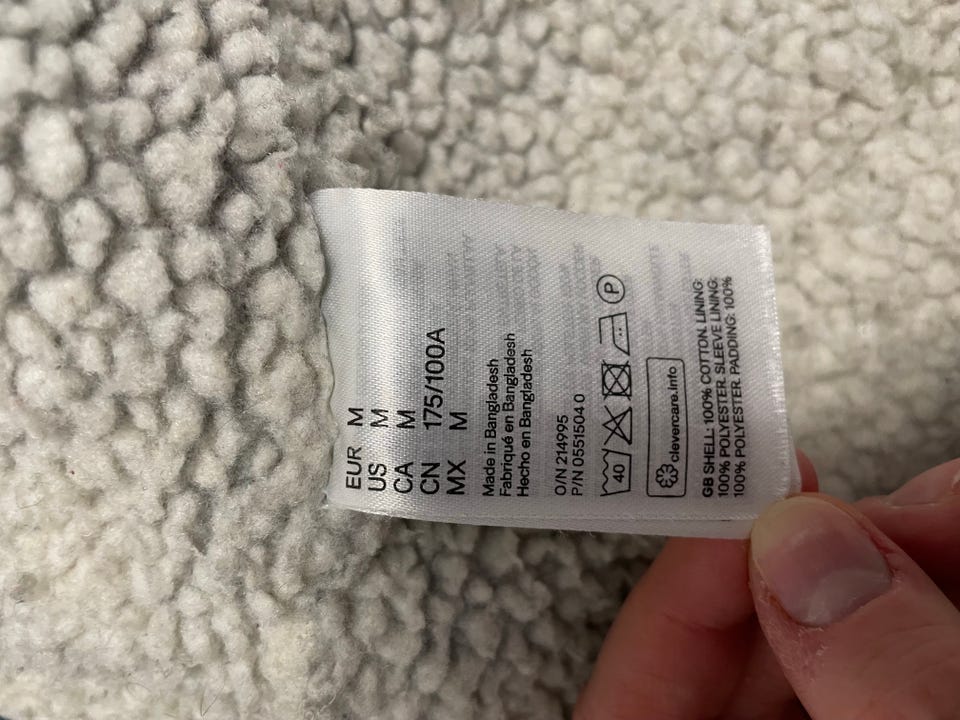 EUR M
US M
CA M
CN 175/100A
MX M
Made in Bangladesh
Fabriqué en Bangladesh
Hecho en Bangladesh
O/N 214995
P/N 0551504 0
40 P
clevercare.info
GB SHELL: 100% COTTON. LINING:
100% POLYESTER. SLEEVE LINING:
100% POLYESTER. PADDING: 100%